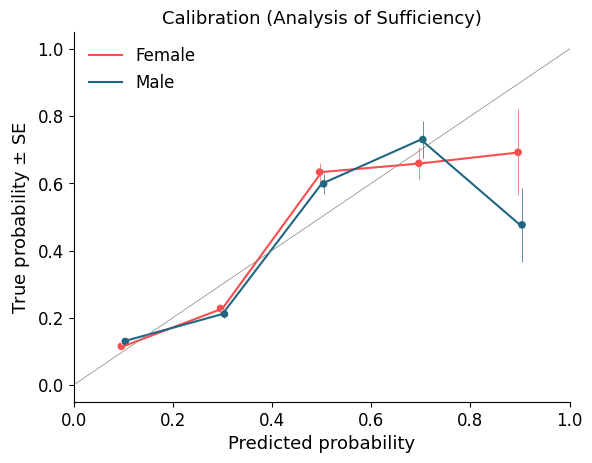 Calibration (Analysis of Sufficiency)
Female
Male
True probability ± SE
1.0
0.8
0.6
0.4
0.2
0.0
0.0 0.2 0.4 0.6 0.8 1.0
Predicted probability